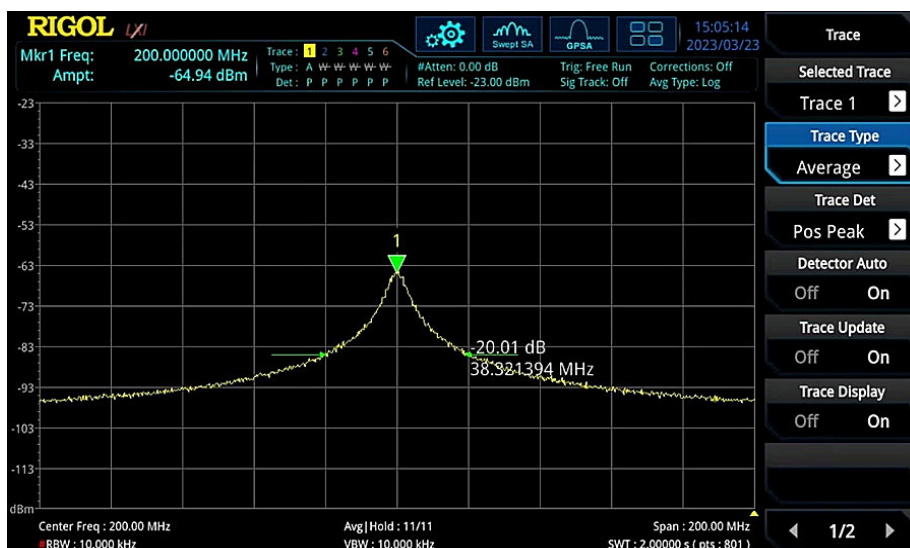 RIGOL LXI
Swept SA
GPSA
15:05:14
2023/03/23
Mkr1 Freq: 200.000000 MHz
Ampt: -64.94 dBm
Trace : 1 2 3 4 5 6
Type : A W W W W W
Det : P P P P P P
#Atten: 0.00 dB
Ref Level: -23.00 dBm
Trig: Free Run
Sig Track: Off
Corrections: Off
Avg Type: Log
-23
-33
-43
-53
-63
-73
-83
-93
-103
-113
dBm
1
-20.01 dB
38.321394 MHz
Center Freq : 200.00 MHz
#RBW : 10.000 kHz
Avg|Hold : 11/11
VBW : 10.000 kHz
Span : 200.00 MHz
SWT : 2.00000 s ( pts : 801 )
Trace
Selected Trace
Trace 1
Trace Type
Average
Trace Det
Pos Peak
Detector Auto
Off On
Trace Update
Off On
Trace Display
Off On
1/2